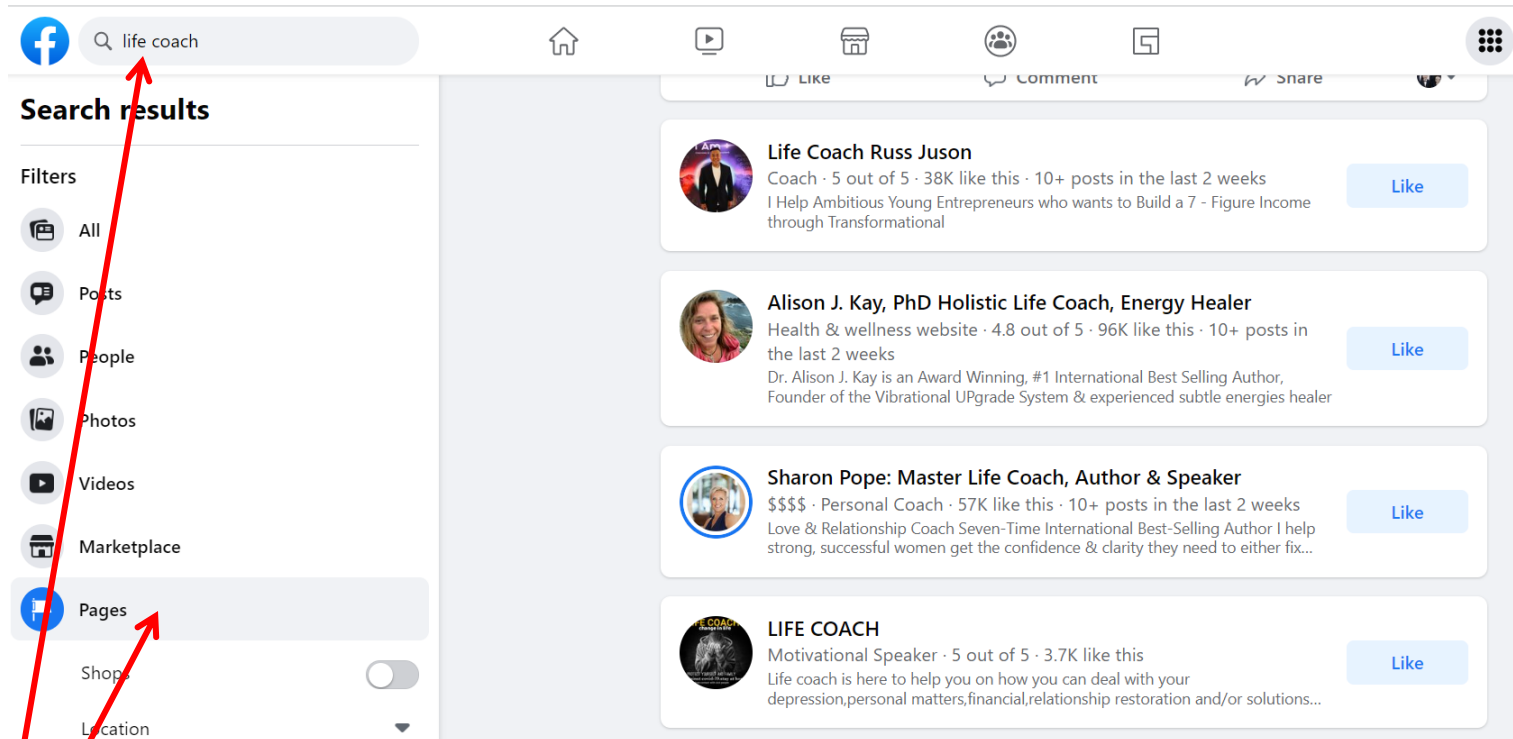 life coach
Like Comment Share
Search results
Filters
All
Posts
People
Photos
Videos
Marketplace
Pages
Shops
Location
Life Coach Russ Juson
Coach · 5 out of 5 · 38K like this · 10+ posts in the last 2 weeks
I Help Ambitious Young Entrepreneurs who wants to Build a 7 - Figure Income
through Transformational
Like
Alison J. Kay, PhD Holistic Life Coach, Energy Healer
Health & wellness website · 4.8 out of 5 · 96K like this · 10+ posts in
the last 2 weeks
Dr. Alison J. Kay is an Award Winning, #1 International Best Selling Author,
Founder of the Vibrational UPgrade System & experienced subtle energies healer
Like
Sharon Pope: Master Life Coach, Author & Speaker
$$$$ · Personal Coach · 57K like this · 10+ posts in the last 2 weeks
Love & Relationship Coach Seven-Time International Best-Selling Author I help
strong, successful women get the confidence & clarity they need to either fix...
Like
LIFE COACH
Motivational Speaker · 5 out of 5 · 3.7K like this
Life coach is here to help you on how you can deal with your
depression,personal matters,financial,relationship restoration and/or solutions...
Like